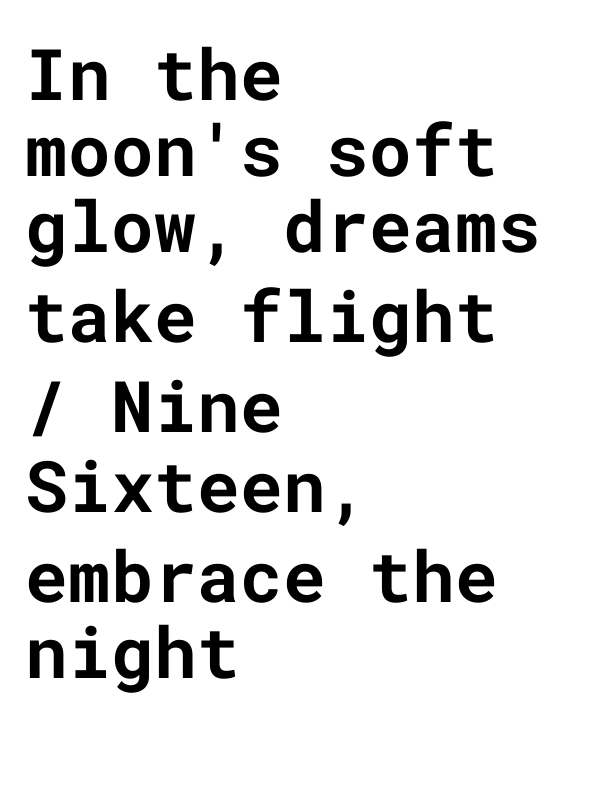 In the
moon's soft
glow, dreams
take flight
/ Nine
Sixteen,
embrace the
night